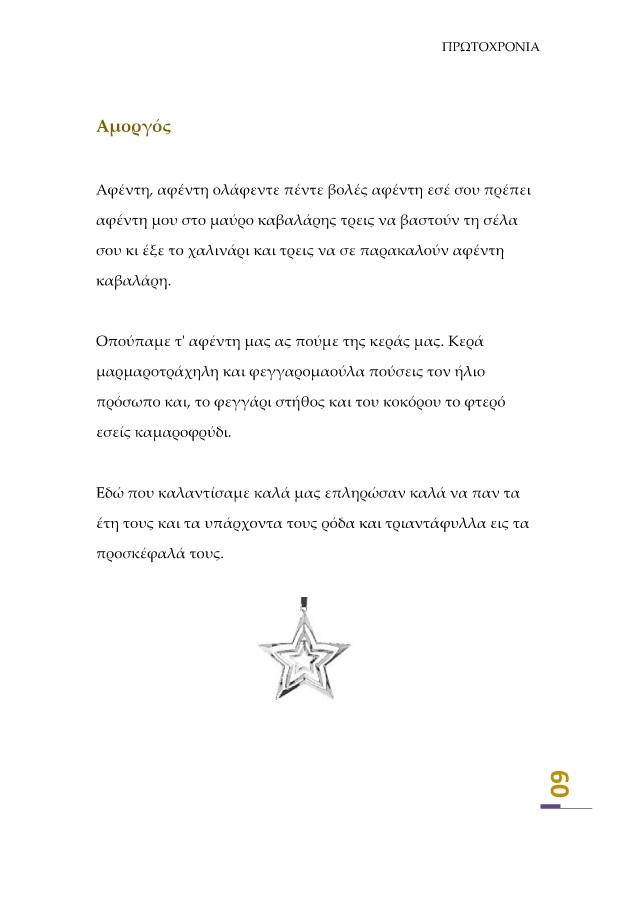 ΠΡΩΤΟΧΡΟΝΙΑ
Αμοργός
Αφέντη, αφέντη ολάφεντε πέντε βολές αφέντη εσέ σου πρέπει
αφέντη μου στο μαύρο καβαλάρης τρεις να βαστούν τη σέλα
σου κι έξε το χαλινάρι και τρεις να σε παρακαλούν αφέντη
καβαλάρη.
Οπούπαμε τ' αφέντη μας ας πούμε της κεράς μας. Κερά
μαρμαροτράχηλη και φεγγαρομαούλα πούσεις τον ήλιο
πρόσωπο και, το φεγγάρι στήθος και του κοκόρου το φτερό
εσείς καμαροφρύδι.
Εδώ που καλαντίσαμε καλά μας επληρώσαν καλά να παν τα
έτη τους και τα υπάρχοντα τους ρόδα και τριαντάφυλλα εις τα
προσκέφαλά τους.
60